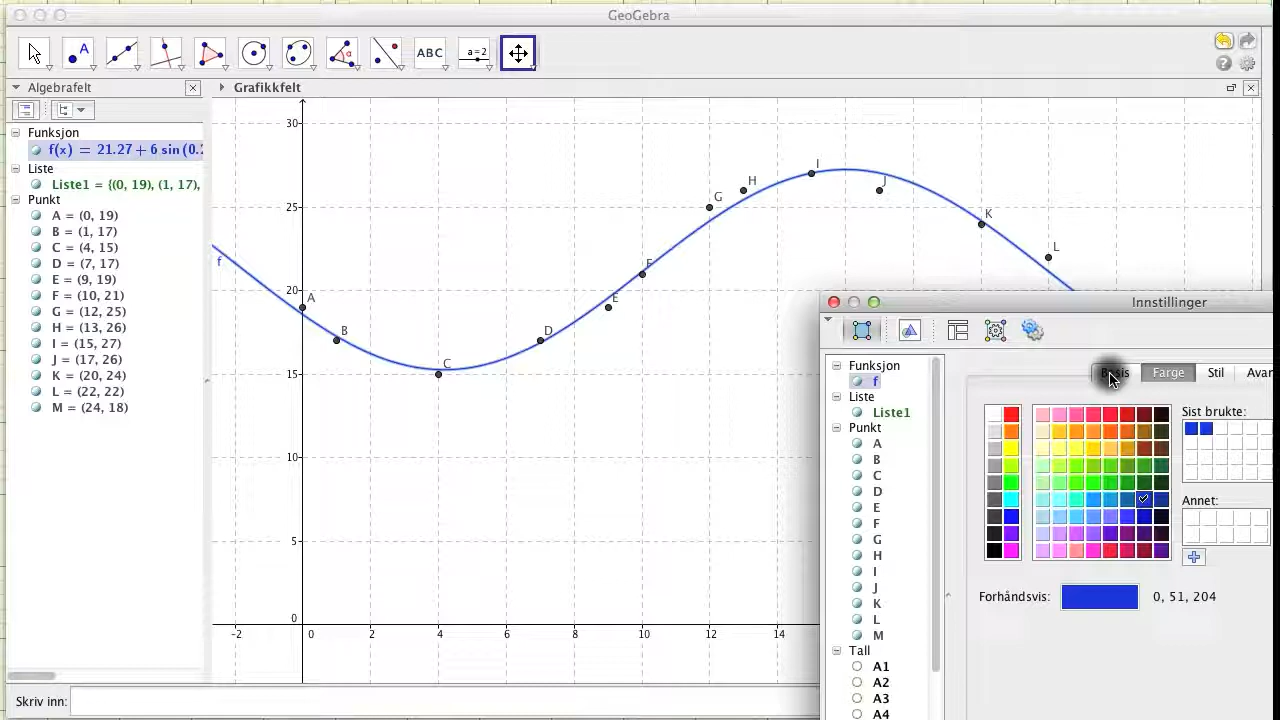 GeoGebra
A
α
ABC
a=2
Algebrafelt
Grafikkfelt
Funksjon
f(x) = 21.27 + 6 sin (0.2
Liste
Liste1 = {(0, 19), (1, 17),
Punkt
A = (0, 19)
B = (1, 17)
C = (4, 15)
D = (7, 17)
E = (9, 19)
F = (10, 21)
G = (12, 25)
H = (13, 26)
I = (15, 27)
J = (17, 26)
K = (20, 24)
L = (22, 22)
M = (24, 18)
30
25
20
15
10
5
0
-2
0
2
4
6
8
10
12
14
f
A
B
C
D
E
F
G
H
I
J
K
L
Innstillinger
Funksjon
f
Liste
Liste1
Punkt
A
B
C
D
E
F
G
H
I
J
K
L
M
Tall
A1
A2
A3
A4
Basis
Farge
Stil
Avar
Sist brukte:
Annet:
Forhåndsvis:
0, 51, 204
Skriv inn: